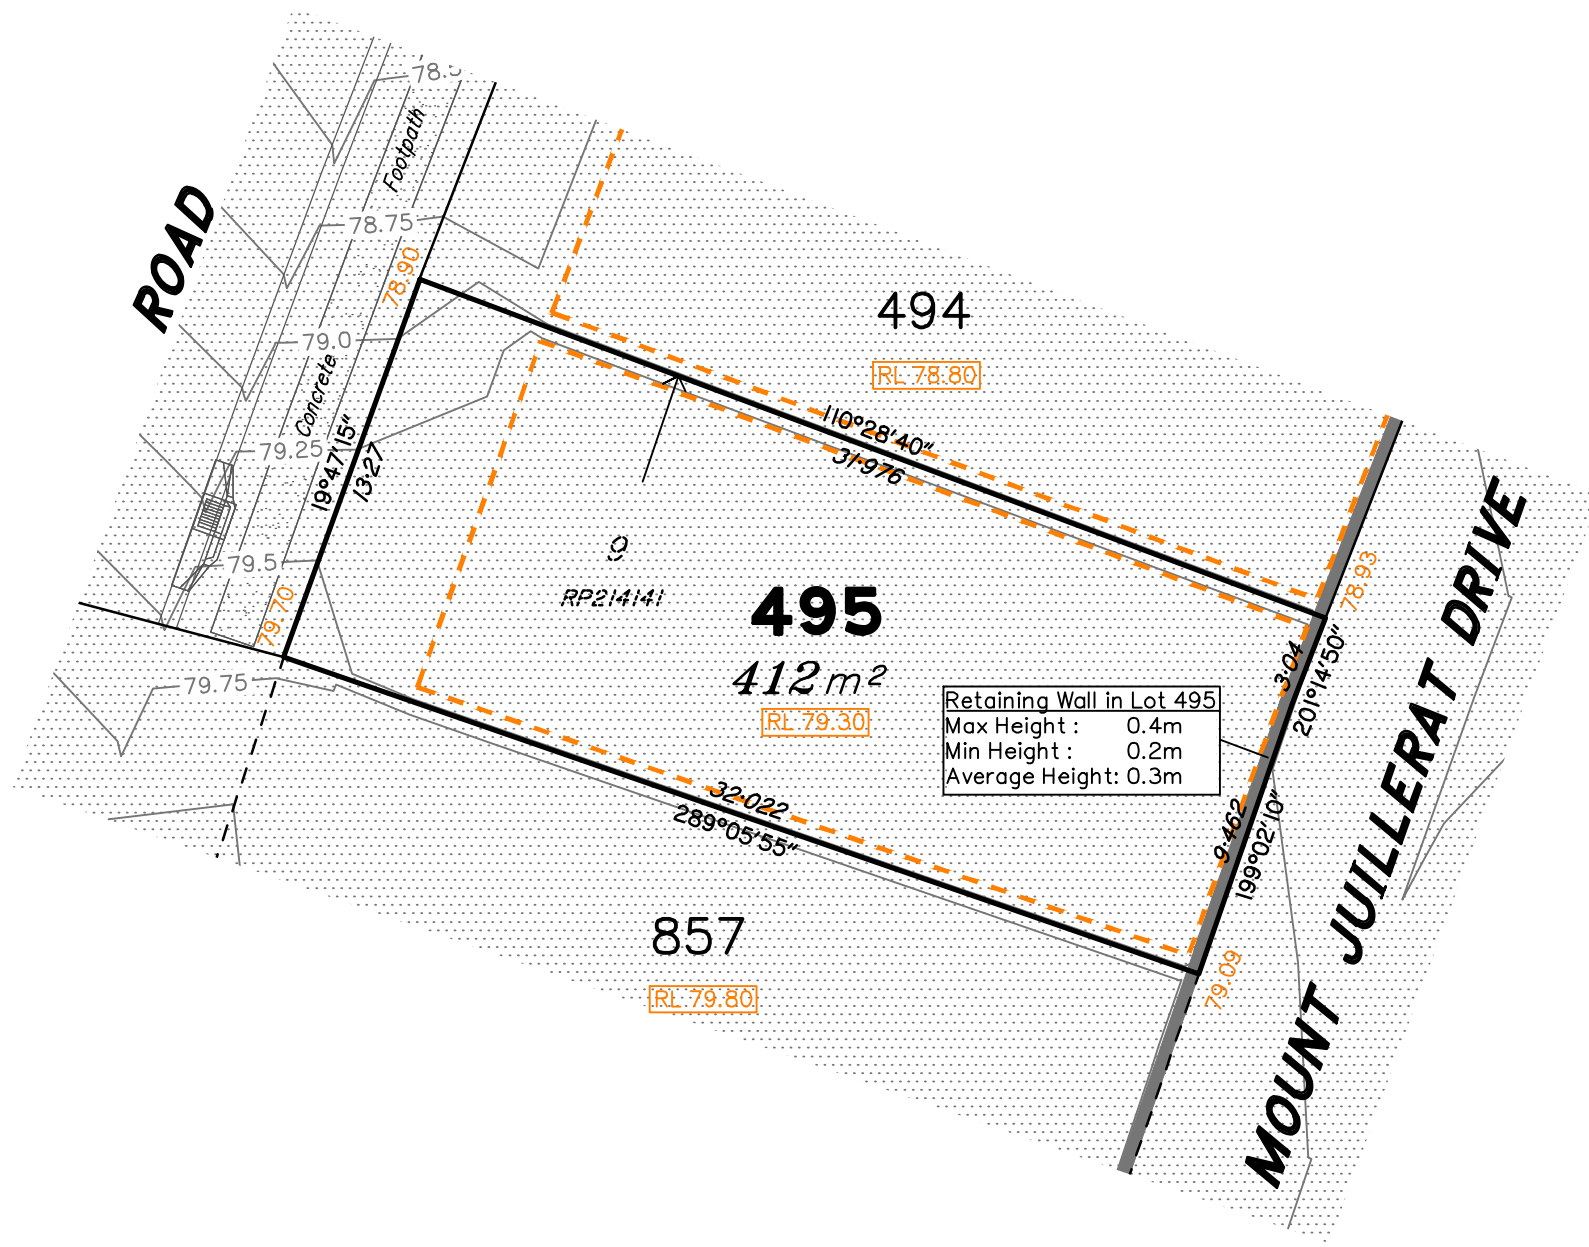 78.5
Footpath
ROAD
78.75
78.90
494
RL 78.80
79.0
Concrete
110°28'40"
31·976
79.25
19°47'15"
13·27
79.5
9
RP214141
495
412 m²
RL 79.30
79.70
79.75
78.93
3·04
201°14'50"
MOUNT JUILLERAT DRIVE
Retaining Wall in Lot 495
Max Height : 0.4m
Min Height : 0.2m
Average Height: 0.3m
32·022
289°05'55"
9·462
199°02'10"
79.09
857
RL 79.80